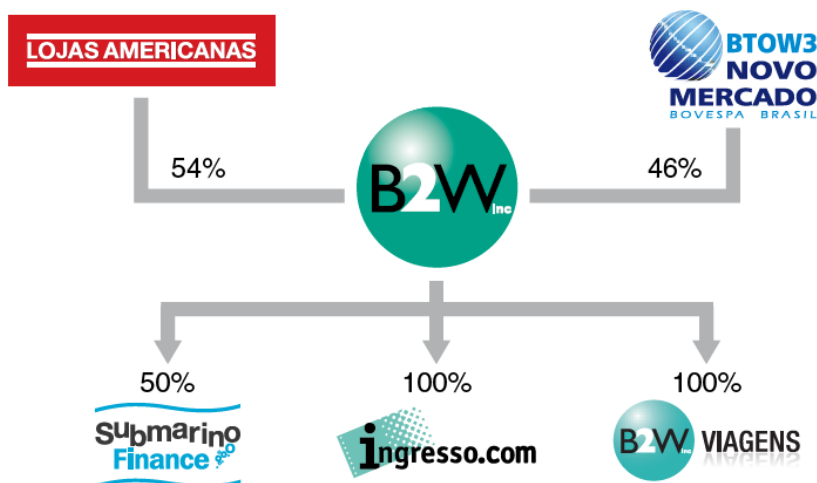 LOJAS AMERICANAS
BTOW3
NOVO
MERCADO
BOVESPA BRASIL
54%
B2W
Inc
46%
50%
100%
100%
Submarino
Finance
ingresso.com
B2W Inc VIAGENS